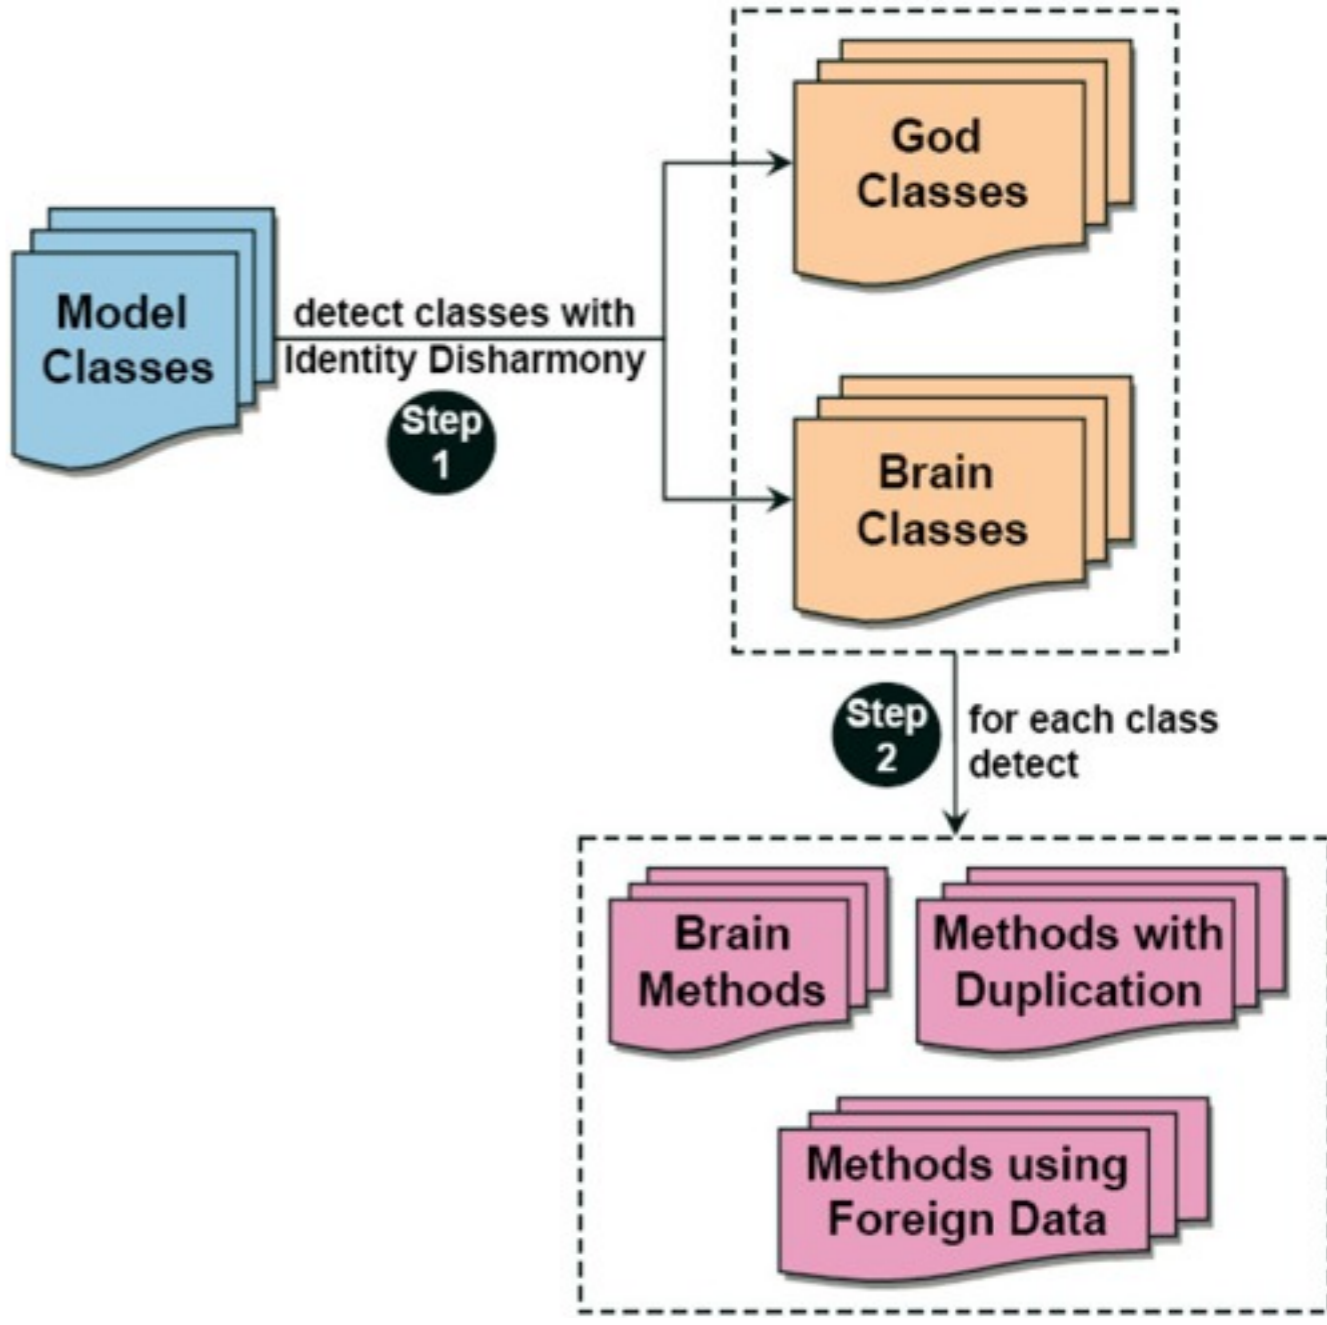 God
Classes
Model
Classes
detect classes with
Identity Disharmony
Step
1
Brain
Classes
Step
2
for each class
detect
Brain
Methods
Methods with
Duplication
Methods using
Foreign Data